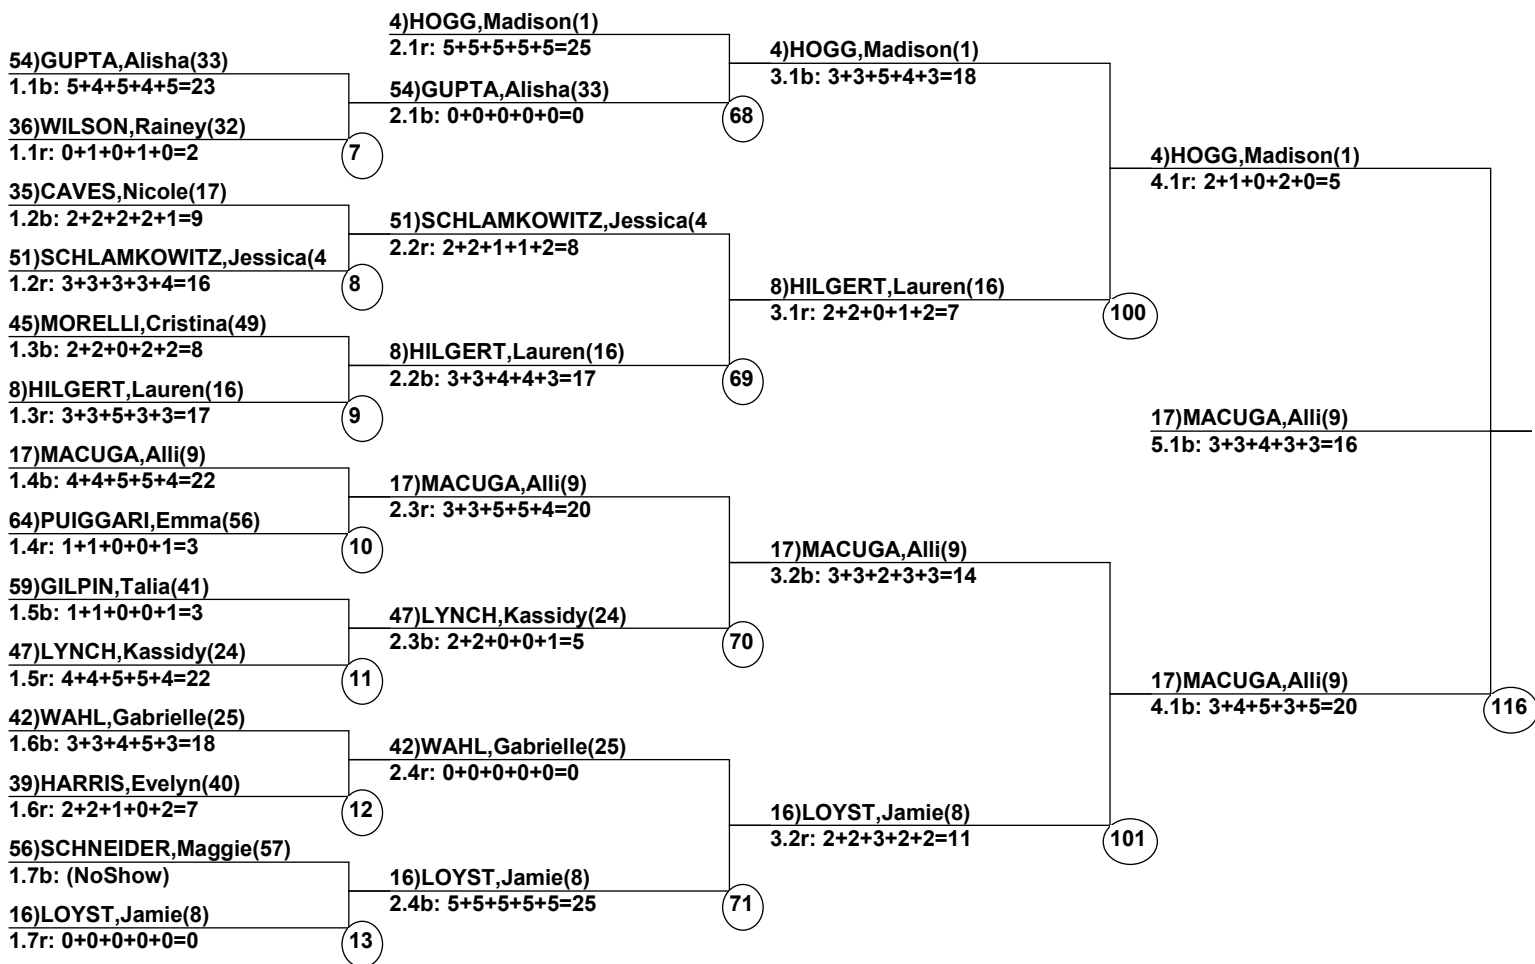 54)GUPTA,Alisha(33)
1.1b: 5+4+5+4+5=23
36)WILSON,Rainey(32)
1.1r: 0+1+0+1+0=2
7
35)CAVES,Nicole(17)
1.2b: 2+2+2+2+1=9
51)SCHLAMKOWITZ,Jessica(4
1.2r: 3+3+3+3+4=16
8
45)MORELLI,Cristina(49)
1.3b: 2+2+0+2+2=8
8)HILGERT,Lauren(16)
1.3r: 3+3+5+3+3=17
9
17)MACUGA,Alli(9)
1.4b: 4+4+5+5+4=22
64)PUIGGARI,Emma(56)
1.4r: 1+1+0+0+1=3
10
59)GILPIN,Talia(41)
1.5b: 1+1+0+0+1=3
47)LYNCH,Kassidy(24)
1.5r: 4+4+5+5+4=22
11
42)WAHL,Gabrielle(25)
1.6b: 3+3+4+5+3=18
39)HARRIS,Evelyn(40)
1.6r: 2+2+1+0+2=7
12
56)SCHNEIDER,Maggie(57)
1.7b: (NoShow)
16)LOYST,Jamie(8)
1.7r: 0+0+0+0+0=0
13
4)HOGG,Madison(1)
2.1r: 5+5+5+5+5=25
54)GUPTA,Alisha(33)
2.1b: 0+0+0+0+0=0
68
51)SCHLAMKOWITZ,Jessica(4
2.2r: 2+2+1+1+2=8
8)HILGERT,Lauren(16)
2.2b: 3+3+4+4+3=17
69
17)MACUGA,Alli(9)
2.3r: 3+3+5+5+4=20
47)LYNCH,Kassidy(24)
2.3b: 2+2+0+0+1=5
70
42)WAHL,Gabrielle(25)
2.4r: 0+0+0+0+0=0
16)LOYST,Jamie(8)
2.4b: 5+5+5+5+5=25
71
4)HOGG,Madison(1)
3.1b: 3+3+5+4+3=18
8)HILGERT,Lauren(16)
3.1r: 2+2+0+1+2=7
100
17)MACUGA,Alli(9)
3.2b: 3+3+2+3+3=14
16)LOYST,Jamie(8)
3.2r: 2+2+3+2+2=11
101
4)HOGG,Madison(1)
4.1r: 2+1+0+2+0=5
17)MACUGA,Alli(9)
4.1b: 3+4+5+3+5=20
116
17)MACUGA,Alli(9)
5.1b: 3+3+4+3+3=16